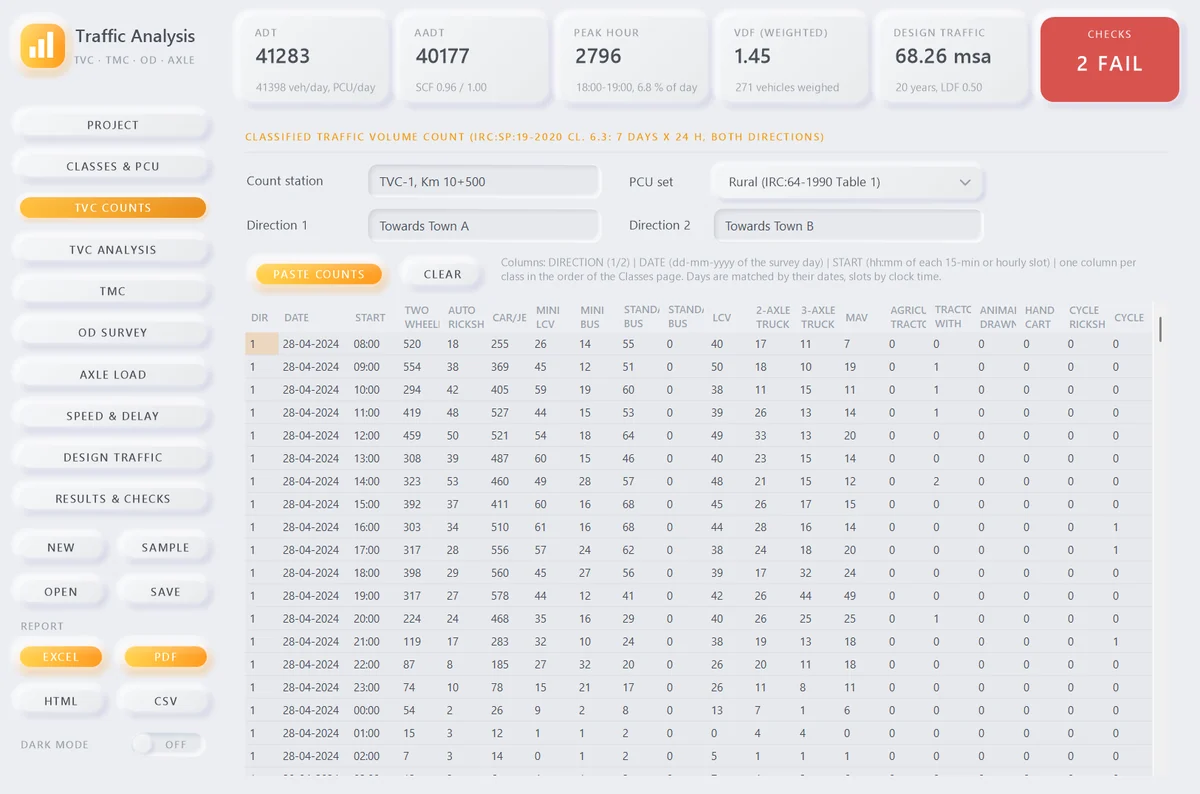 Traffic Analysis
TVC · TMC · OD · AXLE
ADT
41283
41398 veh/day, PCU/day
AADT
40177
SCF 0.96 / 1.00
PEAK HOUR
2796
18:00-19:00, 6.8 % of day
VDF (WEIGHTED)
1.45
271 vehicles weighed
DESIGN TRAFFIC
68.26 msa
20 years, LDF 0.50
CHECKS
2 FAIL
PROJECT
CLASSES & PCU
TVC COUNTS
TVC ANALYSIS
TMC
OD SURVEY
AXLE LOAD
SPEED & DELAY
DESIGN TRAFFIC
RESULTS & CHECKS
NEW SAMPLE
OPEN SAVE
REPORT
EXCEL PDF
HTML CSV
DARK MODE OFF
CLASSIFIED TRAFFIC VOLUME COUNT (IRC:SP:19-2020 CL. 6.3: 7 DAYS X 24 H, BOTH DIRECTIONS)
Count station TVC-1, Km 10+500 PCU set Rural (IRC:64-1990 Table 1)
Direction 1 Towards Town A Direction 2 Towards Town B
PASTE COUNTS CLEAR
Columns: DIRECTION (1/2) | DATE (dd-mm-yyyy of the survey day) | START (hh:mm of each 15-min or hourly slot) | one column per
class in the order of the Classes page. Days are matched by their dates, slots by clock time.
DIR DATE START TWO WHEEL AUTO RICKSH CAR/JE MINI LCV MINI BUS STAND BUS STAND BUS LCV 2-AXLE TRUCK 3-AXLE TRUCK MAV AGRICU TRACTO TRACTO WITH ANIMAL DRAWN HAND CART CYCLE RICKSH CYCLE
1 28-04-2024 08:00 520 18 255 26 14 55 0 40 17 11 7 0 0 0 0 0 0
1 28-04-2024 09:00 554 38 369 45 12 51 0 50 18 10 19 0 1 0 0 0 0
1 28-04-2024 10:00 294 42 405 59 19 60 0 38 11 15 11 0 1 0 0 0 0
1 28-04-2024 11:00 419 48 527 44 15 53 0 39 26 13 14 0 1 0 0 0 0
1 28-04-2024 12:00 459 50 521 54 18 64 0 49 33 13 20 0 0 0 0 0 0
1 28-04-2024 13:00 308 39 487 60 15 46 0 40 23 15 14 0 0 0 0 0 0
1 28-04-2024 14:00 323 53 460 49 28 57 0 48 21 15 12 0 2 0 0 0 0
1 28-04-2024 15:00 392 37 411 60 16 68 0 45 26 17 15 0 0 0 0 0 0
1 28-04-2024 16:00 303 34 510 61 16 68 0 44 28 16 14 0 0 0 0 0 1
1 28-04-2024 17:00 317 28 556 57 24 62 0 38 24 18 20 0 0 0 0 0 1
1 28-04-2024 18:00 398 29 560 45 27 56 0 39 17 32 24 0 0 0 0 0 0
1 28-04-2024 19:00 317 27 578 44 12 41 0 42 26 44 49 0 0 0 0 0 0
1 28-04-2024 20:00 224 24 468 35 16 29 0 40 26 25 25 0 1 0 0 0 0
1 28-04-2024 21:00 119 17 283 32 10 24 0 38 19 13 18 0 0 0 0 0 1
1 28-04-2024 22:00 87 8 185 27 32 20 0 26 20 11 18 0 0 0 0 0 0
1 28-04-2024 23:00 74 10 78 15 21 17 0 26 11 8 11 0 0 0 0 0 0
1 28-04-2024 00:00 54 2 26 9 2 8 0 13 7 1 6 0 0 0 0 0 0
1 28-04-2024 01:00 15 3 12 1 1 2 0 0 4 4 0 0 0 0 0 0 0
1 28-04-2024 02:00 7 3 14 0 1 2 0 5 1 1 1 0 0 0 0 0 0